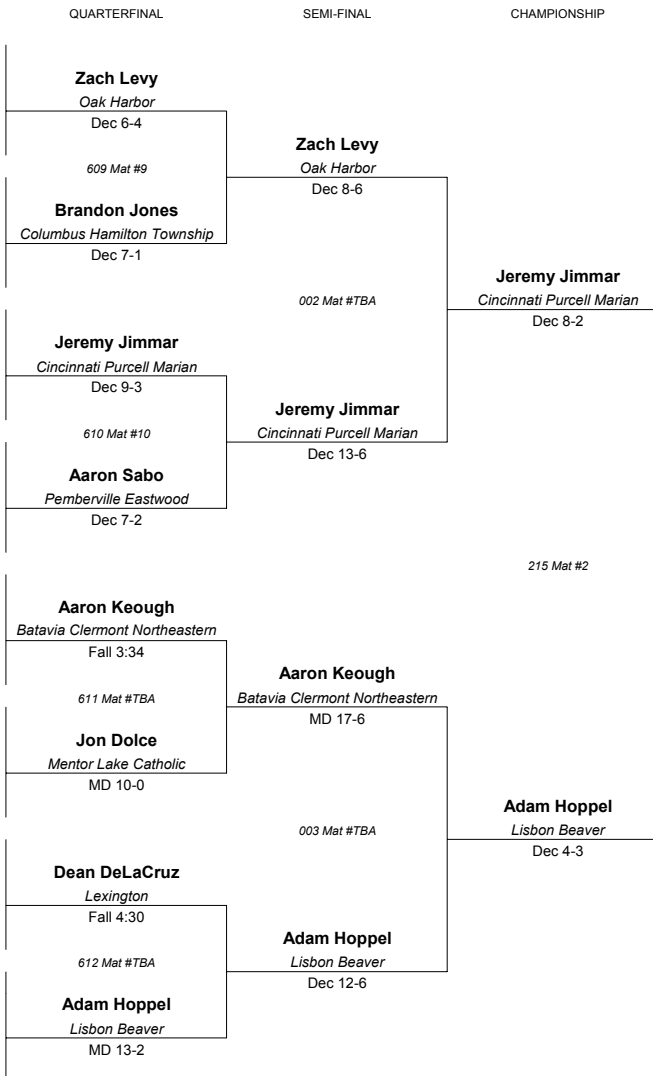 QUARTERFINAL SEMI-FINAL CHAMPIONSHIP
Zach Levy
Oak Harbor
Dec 6-4
609 Mat #9
Brandon Jones
Columbus Hamilton Township
Dec 7-1
Zach Levy
Oak Harbor
Dec 8-6
Jeremy Jimmar
Cincinnati Purcell Marian
Dec 9-3
610 Mat #10
Aaron Sabo
Pemberville Eastwood
Dec 7-2
002 Mat #TBA
Jeremy Jimmar
Cincinnati Purcell Marian
Dec 13-6
Jeremy Jimmar
Cincinnati Purcell Marian
Dec 8-2
215 Mat #2
Aaron Keough
Batavia Clermont Northeastern
Fall 3:34
611 Mat #TBA
Jon Dolce
Mentor Lake Catholic
MD 10-0
Aaron Keough
Batavia Clermont Northeastern
MD 17-6
003 Mat #TBA
Dean DeLaCruz
Lexington
Fall 4:30
612 Mat #TBA
Adam Hoppel
Lisbon Beaver
MD 13-2
Adam Hoppel
Lisbon Beaver
Dec 12-6
Adam Hoppel
Lisbon Beaver
Dec 4-3